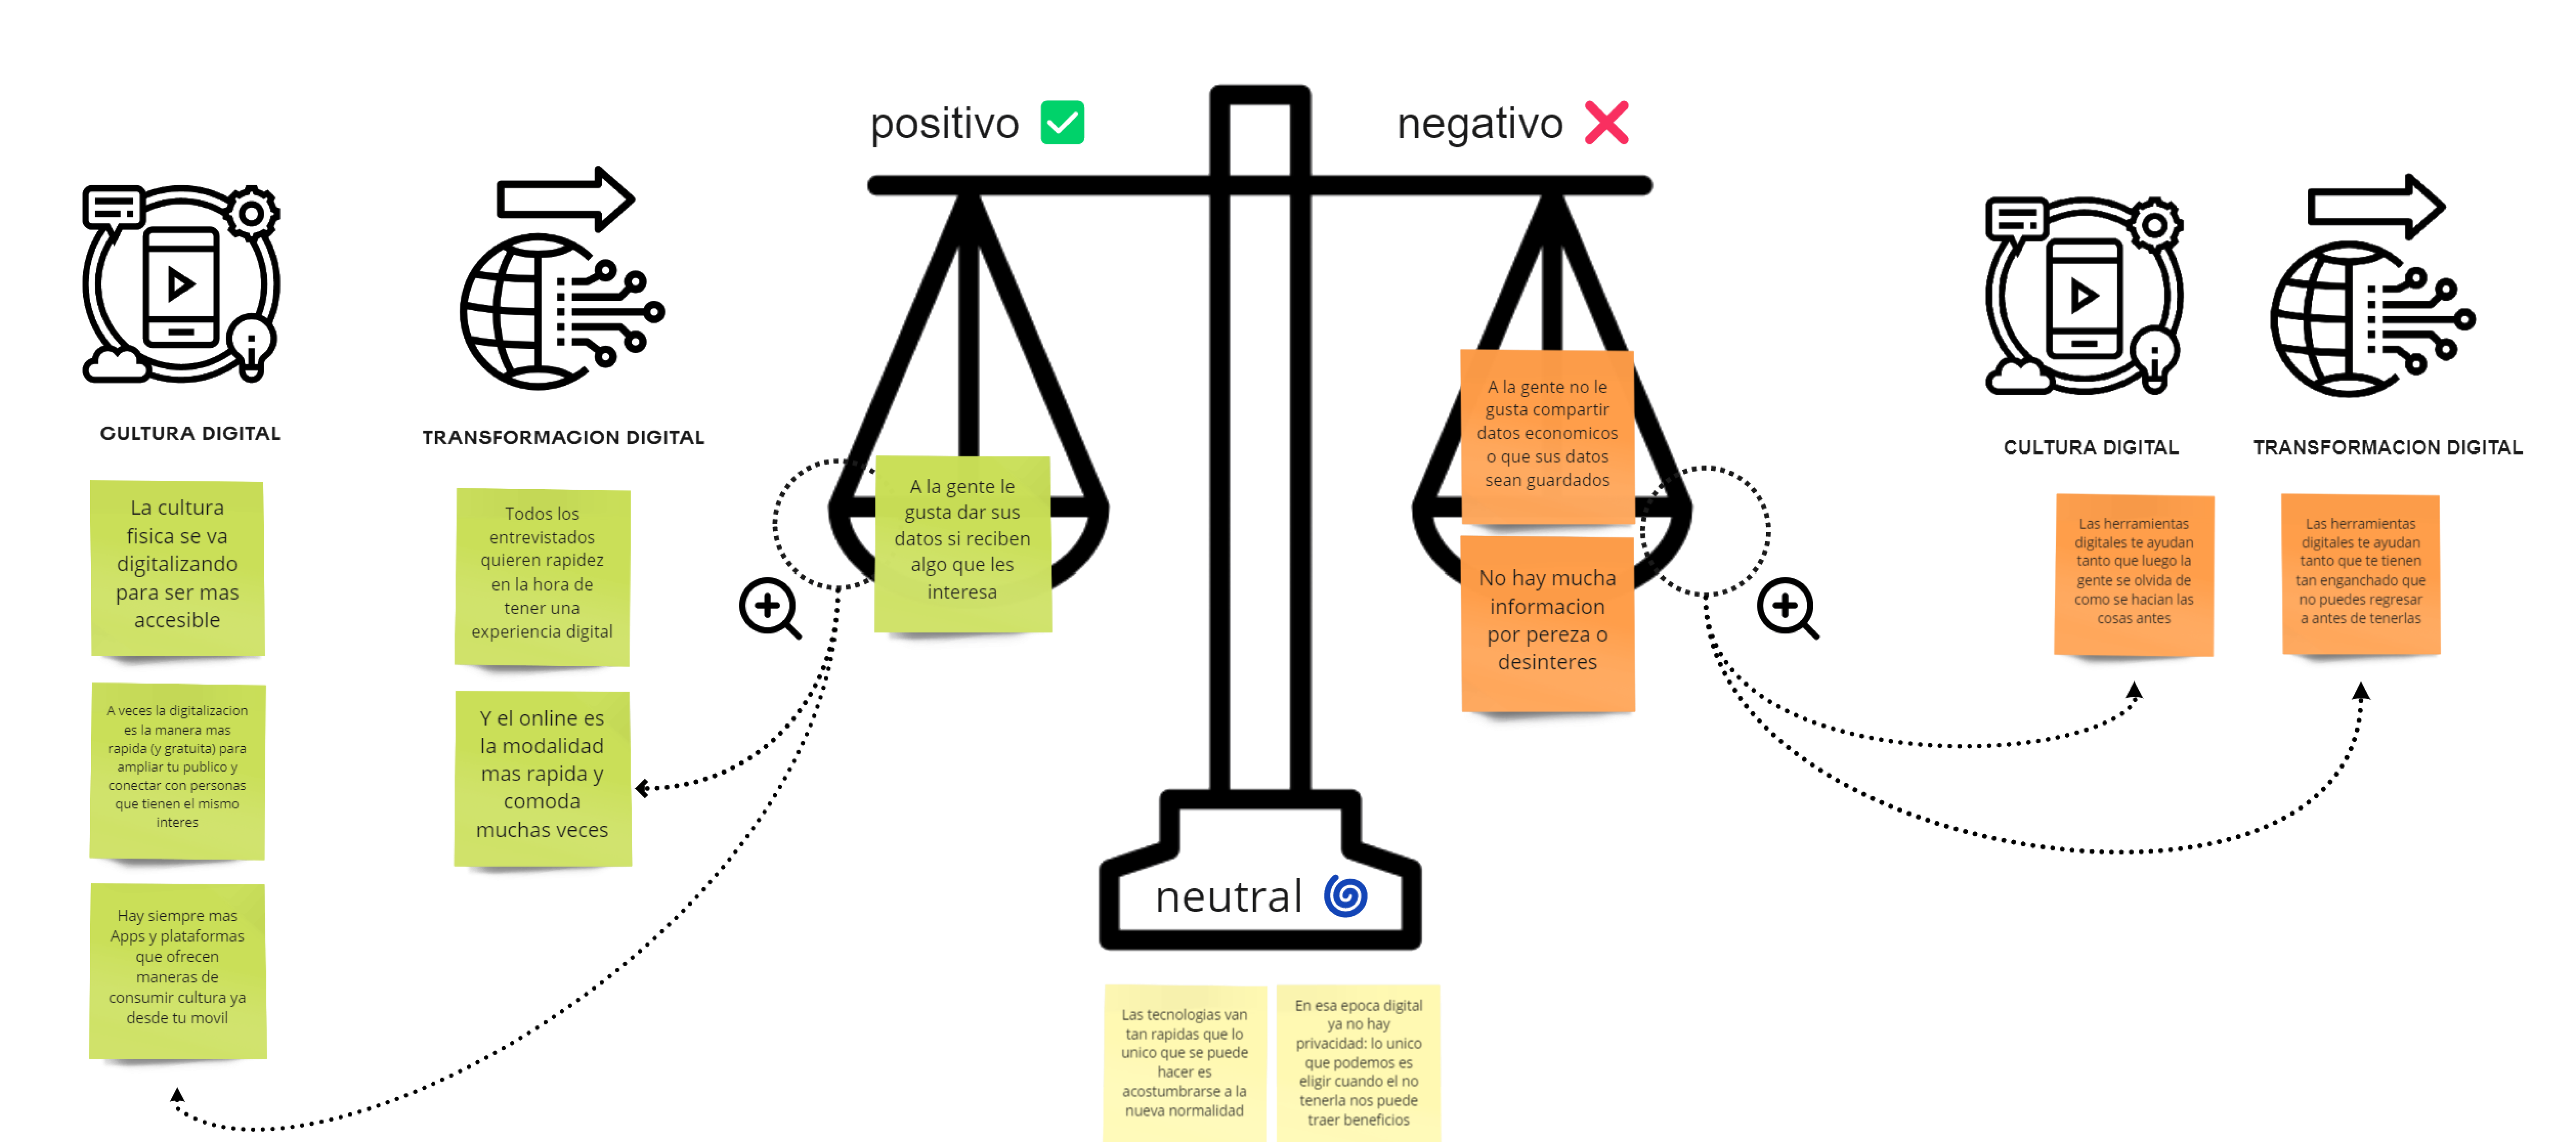 positivo
negativo
CULTURA DIGITAL
TRANSFORMACION DIGITAL
La cultura
fisica se va
digitalizando
para ser mas
accesible
A veces la digitalizacion
es la manera mas
rapida (y gratuita) para
ampliar tu publico y
conectar con personas
que tienen el mismo
interes
Hay siempre mas
Apps y plataformas
que ofrecen
maneras de
consumir cultura ya
desde tu movil
Todos los
entrevistados
quieren rapidez
en la hora de
tener una
experiencia digital
Y el online es
la modalidad
mas rapida y
comoda
muchas veces
A la gente le
gusta dar sus
datos si reciben
algo que les
interesa
A la gente no le
gusta compartir
datos economicos
o que sus datos
sean guardados
No hay mucha
informacion
por pereza o
desinteres
CULTURA DIGITAL
TRANSFORMACION DIGITAL
Las herramientas
digitales te ayudan
tanto que luego la
gente se olvida de
como se hacian las
cosas antes
Las herramientas
digitales te ayudan
tanto que te tienen
tan enganchado que
no puedes regresar
a antes de tenerlas
neutral
Las tecnologias van
tan rapidas que lo
unico que se puede
hacer es
acostumbrarse a la
nueva normalidad
En esa epoca digital
ya no hay
privacidad: lo unico
que podemos es
eligir cuando el no
tenerla nos puede
traer beneficios